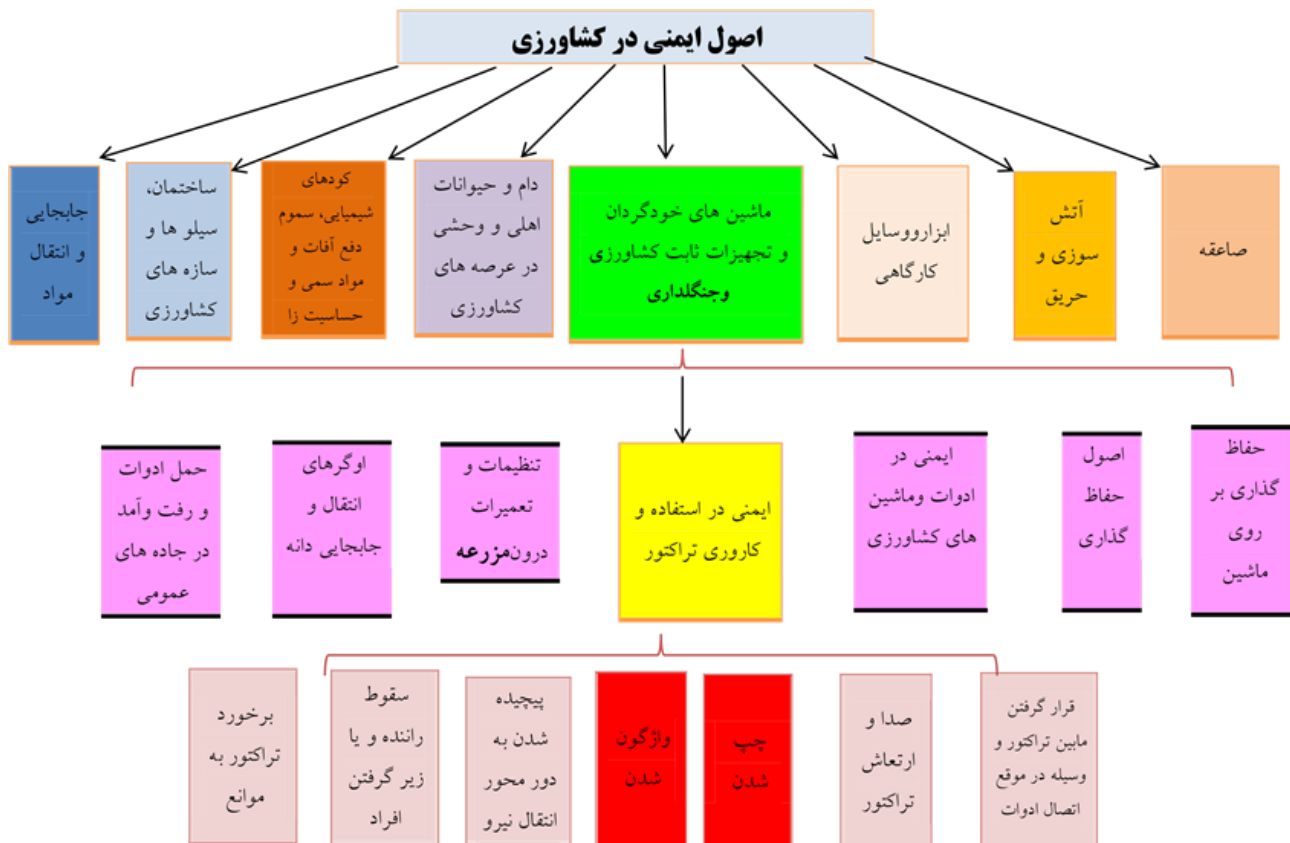 اصول ایمنی در کشاورزی
صاعقه
آتش
سوزی و
حریق
ابزارووسایل
کارگاهی
ماشین های خودگردان
و تجهیزات ثابت کشاورزی
وجنگلداری
دام و حیوانات
اهلی و وحشی
در عرصه های
کشاورزی
کودهای
شیمیایی، سموم
دفع آفات و
مواد سمی و
حساسیت زا
ساختمان،
سیلو ها و
سازه های
کشاورزی
جابجایی
و انتقال
مواد
حفاظ
گذاری بر
روی
ماشین
اصول
حفاظ
گذاری
ایمنی در
ادوات وماشین
های کشاورزی
ایمنی در استفاده و
کاروری تراکتور
تنظیمات و
تعمیرات
درون‌مزرعه
اوگرهای
انتقال و
جابجایی دانه
حمل ادوات
و رفت وآمد
در جاده های
عمومی
قرار گرفتن
مابین تراکتور و
وسیله در موقع
اتصال ادوات
صدا و
ارتعاش
تراکتور
چپ
شدن
واژگون
شدن
پیچیده
شدن به
دور محور
انتقال نیرو
سقوط
راننده و یا
زیر گرفتن
افراد
برخورد
تراکتور به
موانع